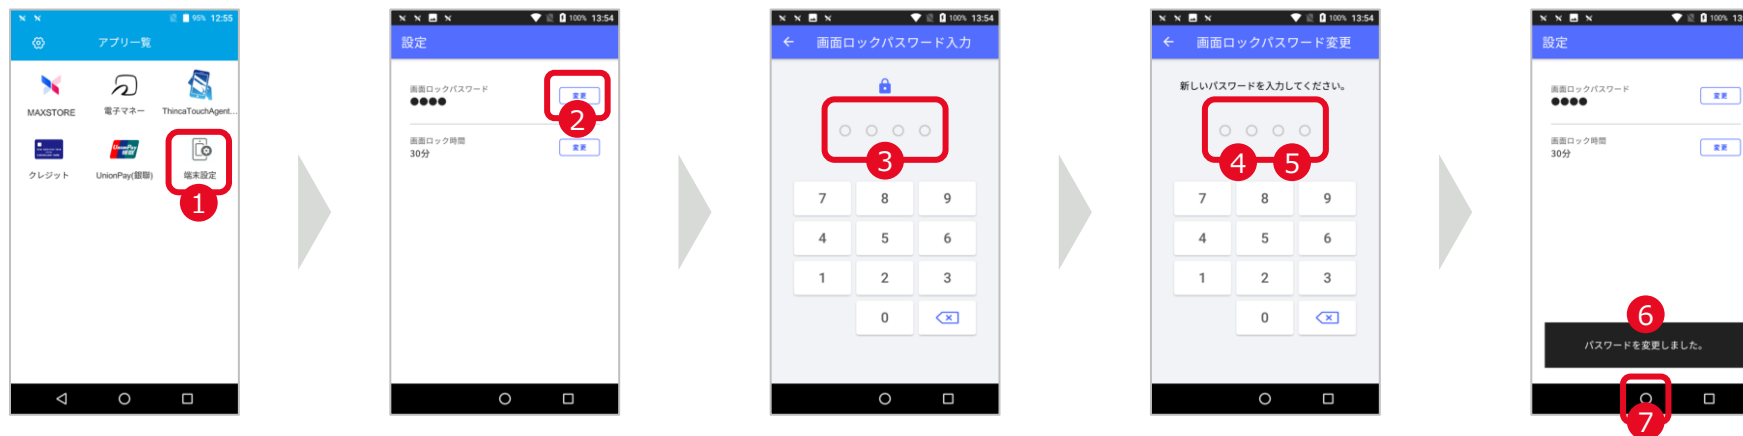 95% 12:55
アプリ一覧
MAXSTORE
電子マネー
ThincaTouchAgent...
クレジット
UnionPay
UnionPay(銀聯)
端末設定
1
100% 13:54
設定
画面ロックパスワード
●●●●
変更
2
画面ロック時間
30分
変更
100% 13:54
画面ロックパスワード入力
3
7 8 9
4 5 6
1 2 3
0
100% 13:54
画面ロックパスワード変更
新しいパスワードを入力してください。
4 5
7 8 9
4 5 6
1 2 3
0
100% 13
設定
画面ロックパスワード
●●●●
変更
画面ロック時間
30分
変更
6
パスワードを変更しました。
7